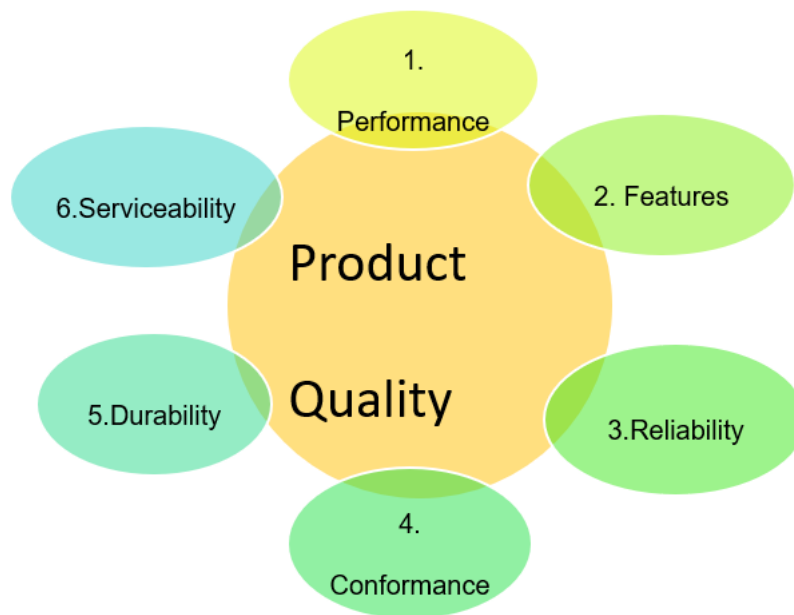 1.
Performance
2. Features
6.Serviceability
Product
Quality
5.Durability
3.Reliability
4.
Conformance